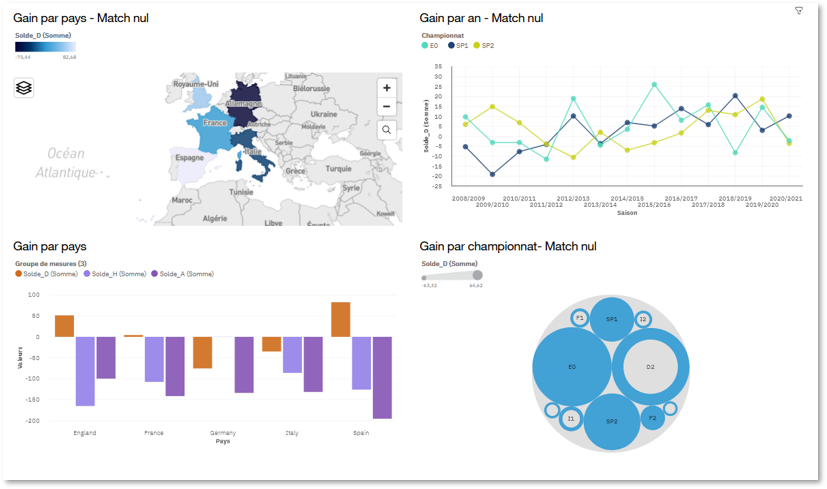 Gain par pays - Match nul
Solde_D (Somme)
-75,44 82,68
Royaume-Uni
Lituanie
Biélorussie
Allemagne
Ukraine
France
Autriche
Moldavie
Serbie
Italie
Géorgie
Espagne
Grèce
Turquie
Océan
Atlantique
Tunisie
Syrie
Maroc
Algérie
Libye
Égypte
Koweït
Gain par an - Match nul
Championnat
E0 SP1 SP2
35
30
25
20
15
10
5
0
-5
-10
-15
-20
-25
Solde_D (Somme)
2008/2009 2010/2011 2012/2013 2014/2015 2016/2017 2018/2019 2020/2021
2009/2010 2011/2012 2013/2014 2015/2016 2017/2018 2019/2020
Saison
Gain par pays
Groupe de mesures (3)
Solde_D (Somme) Solde_H (Somme) Solde_A (Somme)
100
50
0
-50
-100
-150
-200
Valeurs
England France Germany Italy Spain
Pays
Gain par championnat- Match nul
Solde_D (Somme)
-63,32 64,62
F1 SP1 I2
E0 D2
I1 SP2 F2